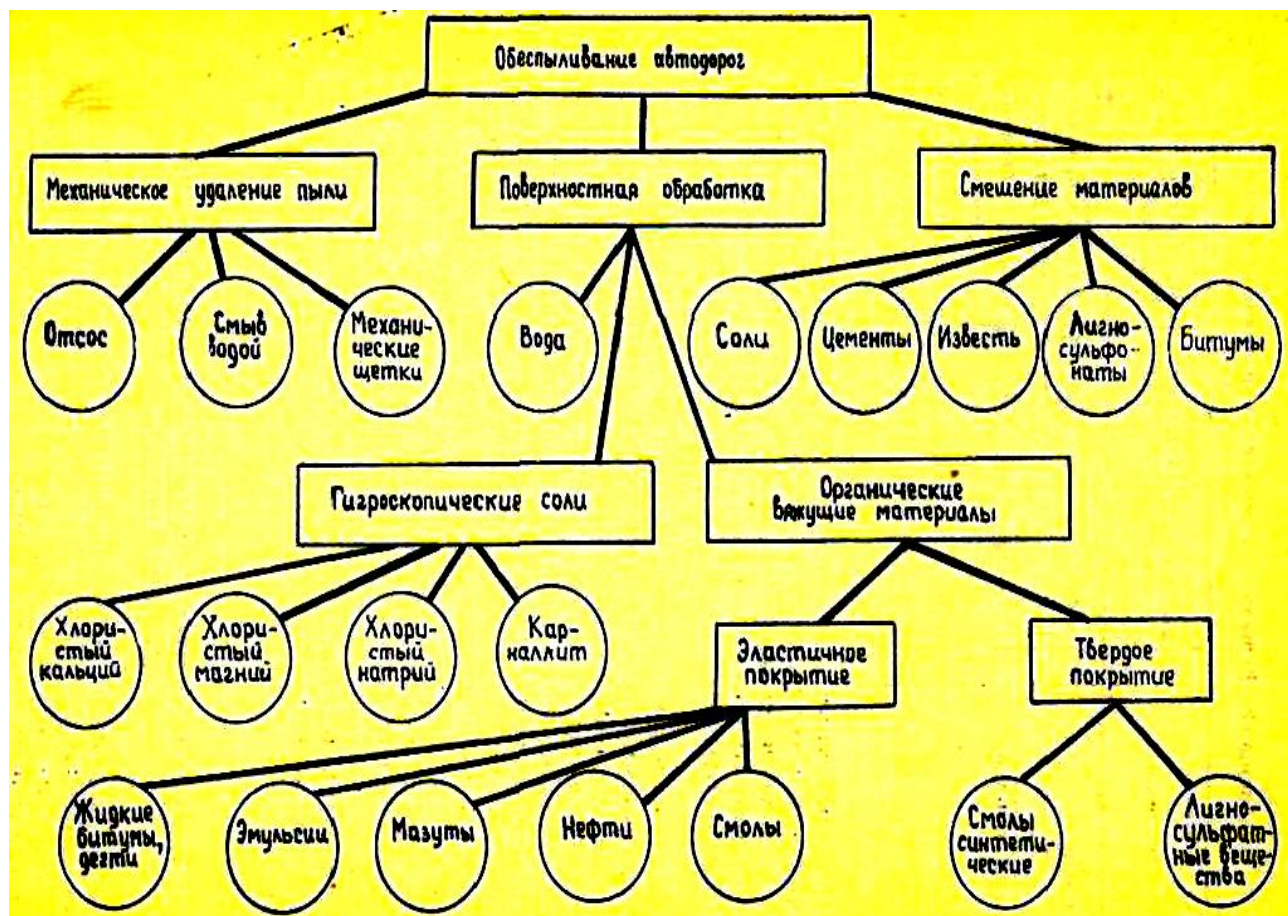 Обеспыливание автодорог
Механическое удаление пыли
Поверхностная обработка
Смешение материалов
Отсос
Смыв
водой
Механи-
ческие
щетки
Вода
Соли
Цементы
Известь
Лигно-
сульфо-
наты
Битумы
Гигроскопические соли
Органические
вяжущие материалы
Хлори-
стый
кальций
Хлори-
стый
магний
Хлори-
стый
натрий
Кар-
наллит
Эластичное
покрытие
Твердое
покрытие
Жидкие
битумы,
дегти
Эмульсии
Мазуты
Нефти
Смолы
Смолы
синтети-
ческие
Лигно-
сульфат-
ные веще-
ства